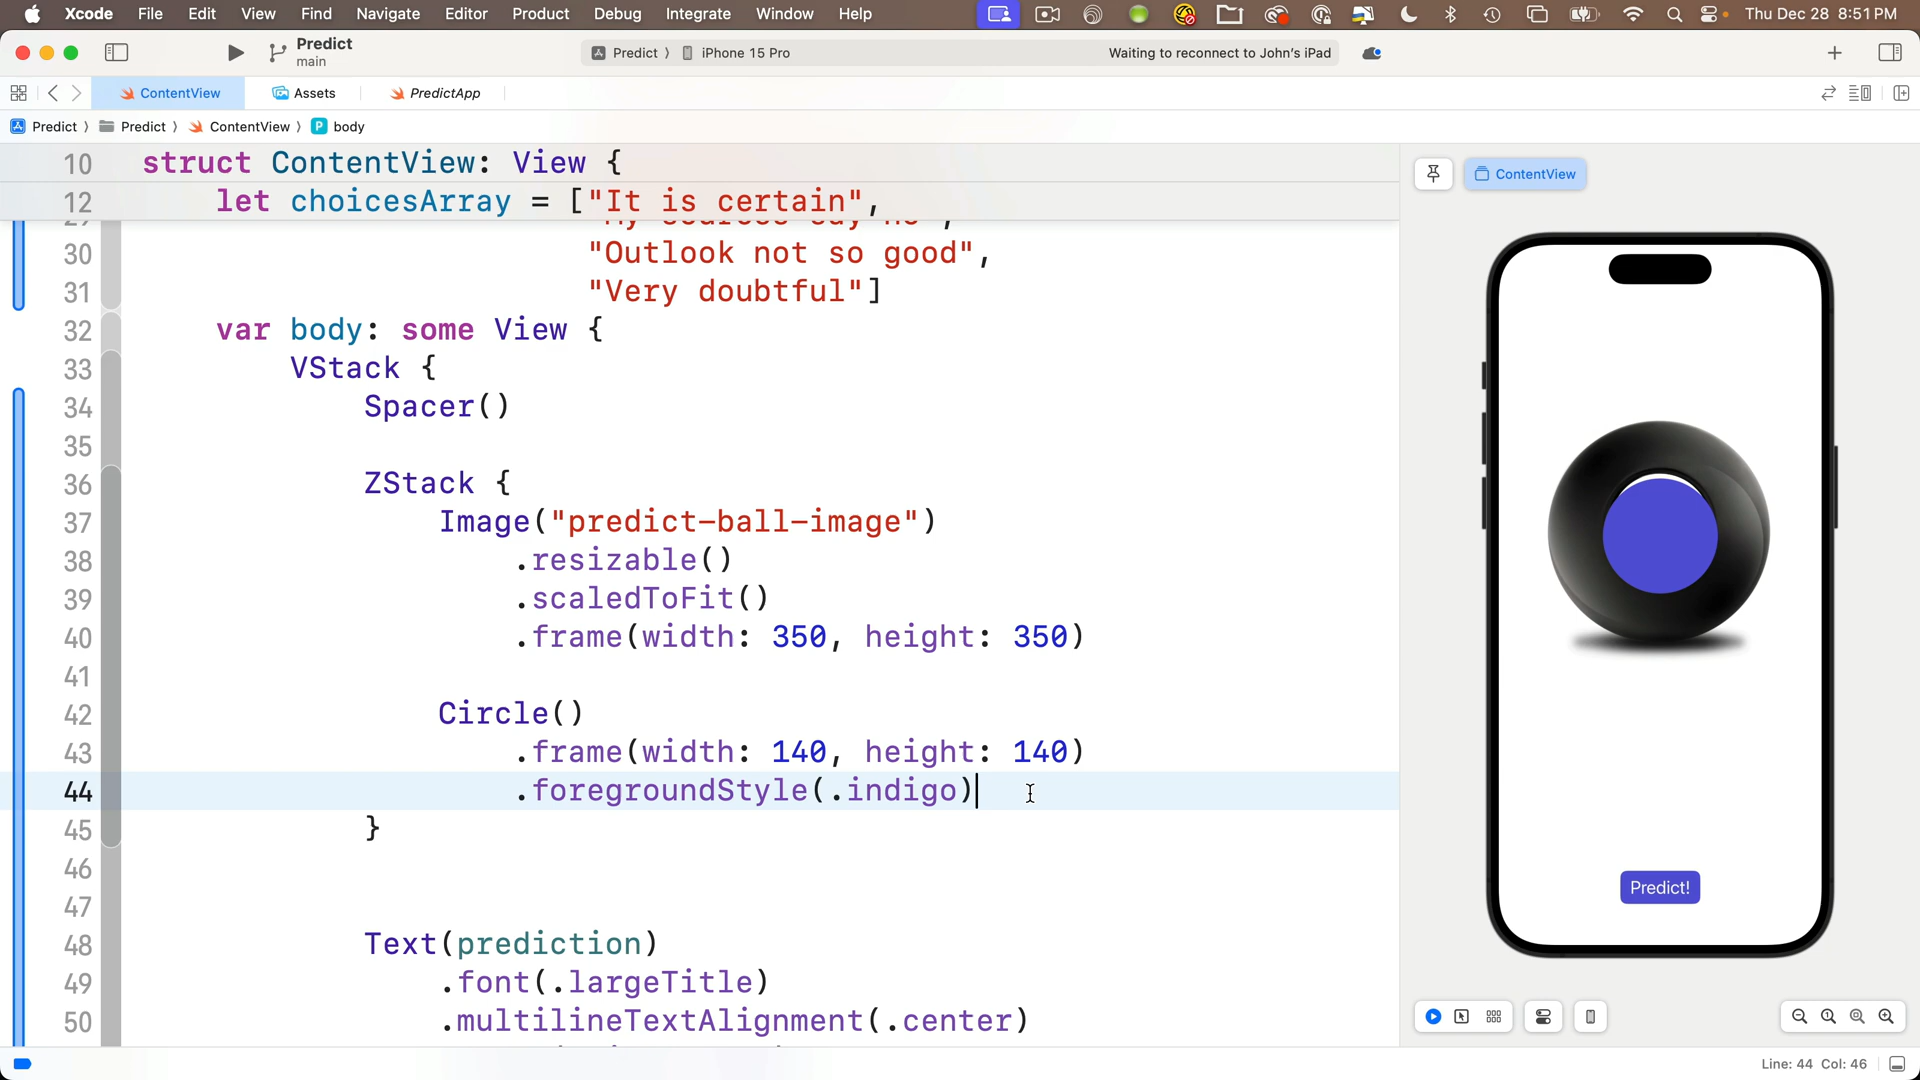 Xcode File Edit View Find Navigate Editor Product Debug Integrate Window Help Thu Dec 28 8:51 PM
Predict
main
Predict 〉 iPhone 15 Pro Waiting to reconnect to John's iPad
ContentView Assets PredictApp
Predict 〉 Predict 〉 ContentView 〉 P body
10 struct ContentView: View {
12 let choicesArray = ["It is certain",
"My sources say no",
30 "Outlook not so good",
31 "Very doubtful"]
32 var body: some View {
33 VStack {
34 Spacer()
35
36 ZStack {
37 Image("predict-ball-image")
38 .resizable()
39 .scaledToFit()
40 .frame(width: 350, height: 350)
41
42 Circle()
43 .frame(width: 140, height: 140)
44 .foregroundStyle(.indigo)
45 }
46
47
48 Text(prediction)
49 .font(.largeTitle)
50 .multilineTextAlignment(.center)
ContentView
Predict!
Line: 44 Col: 46